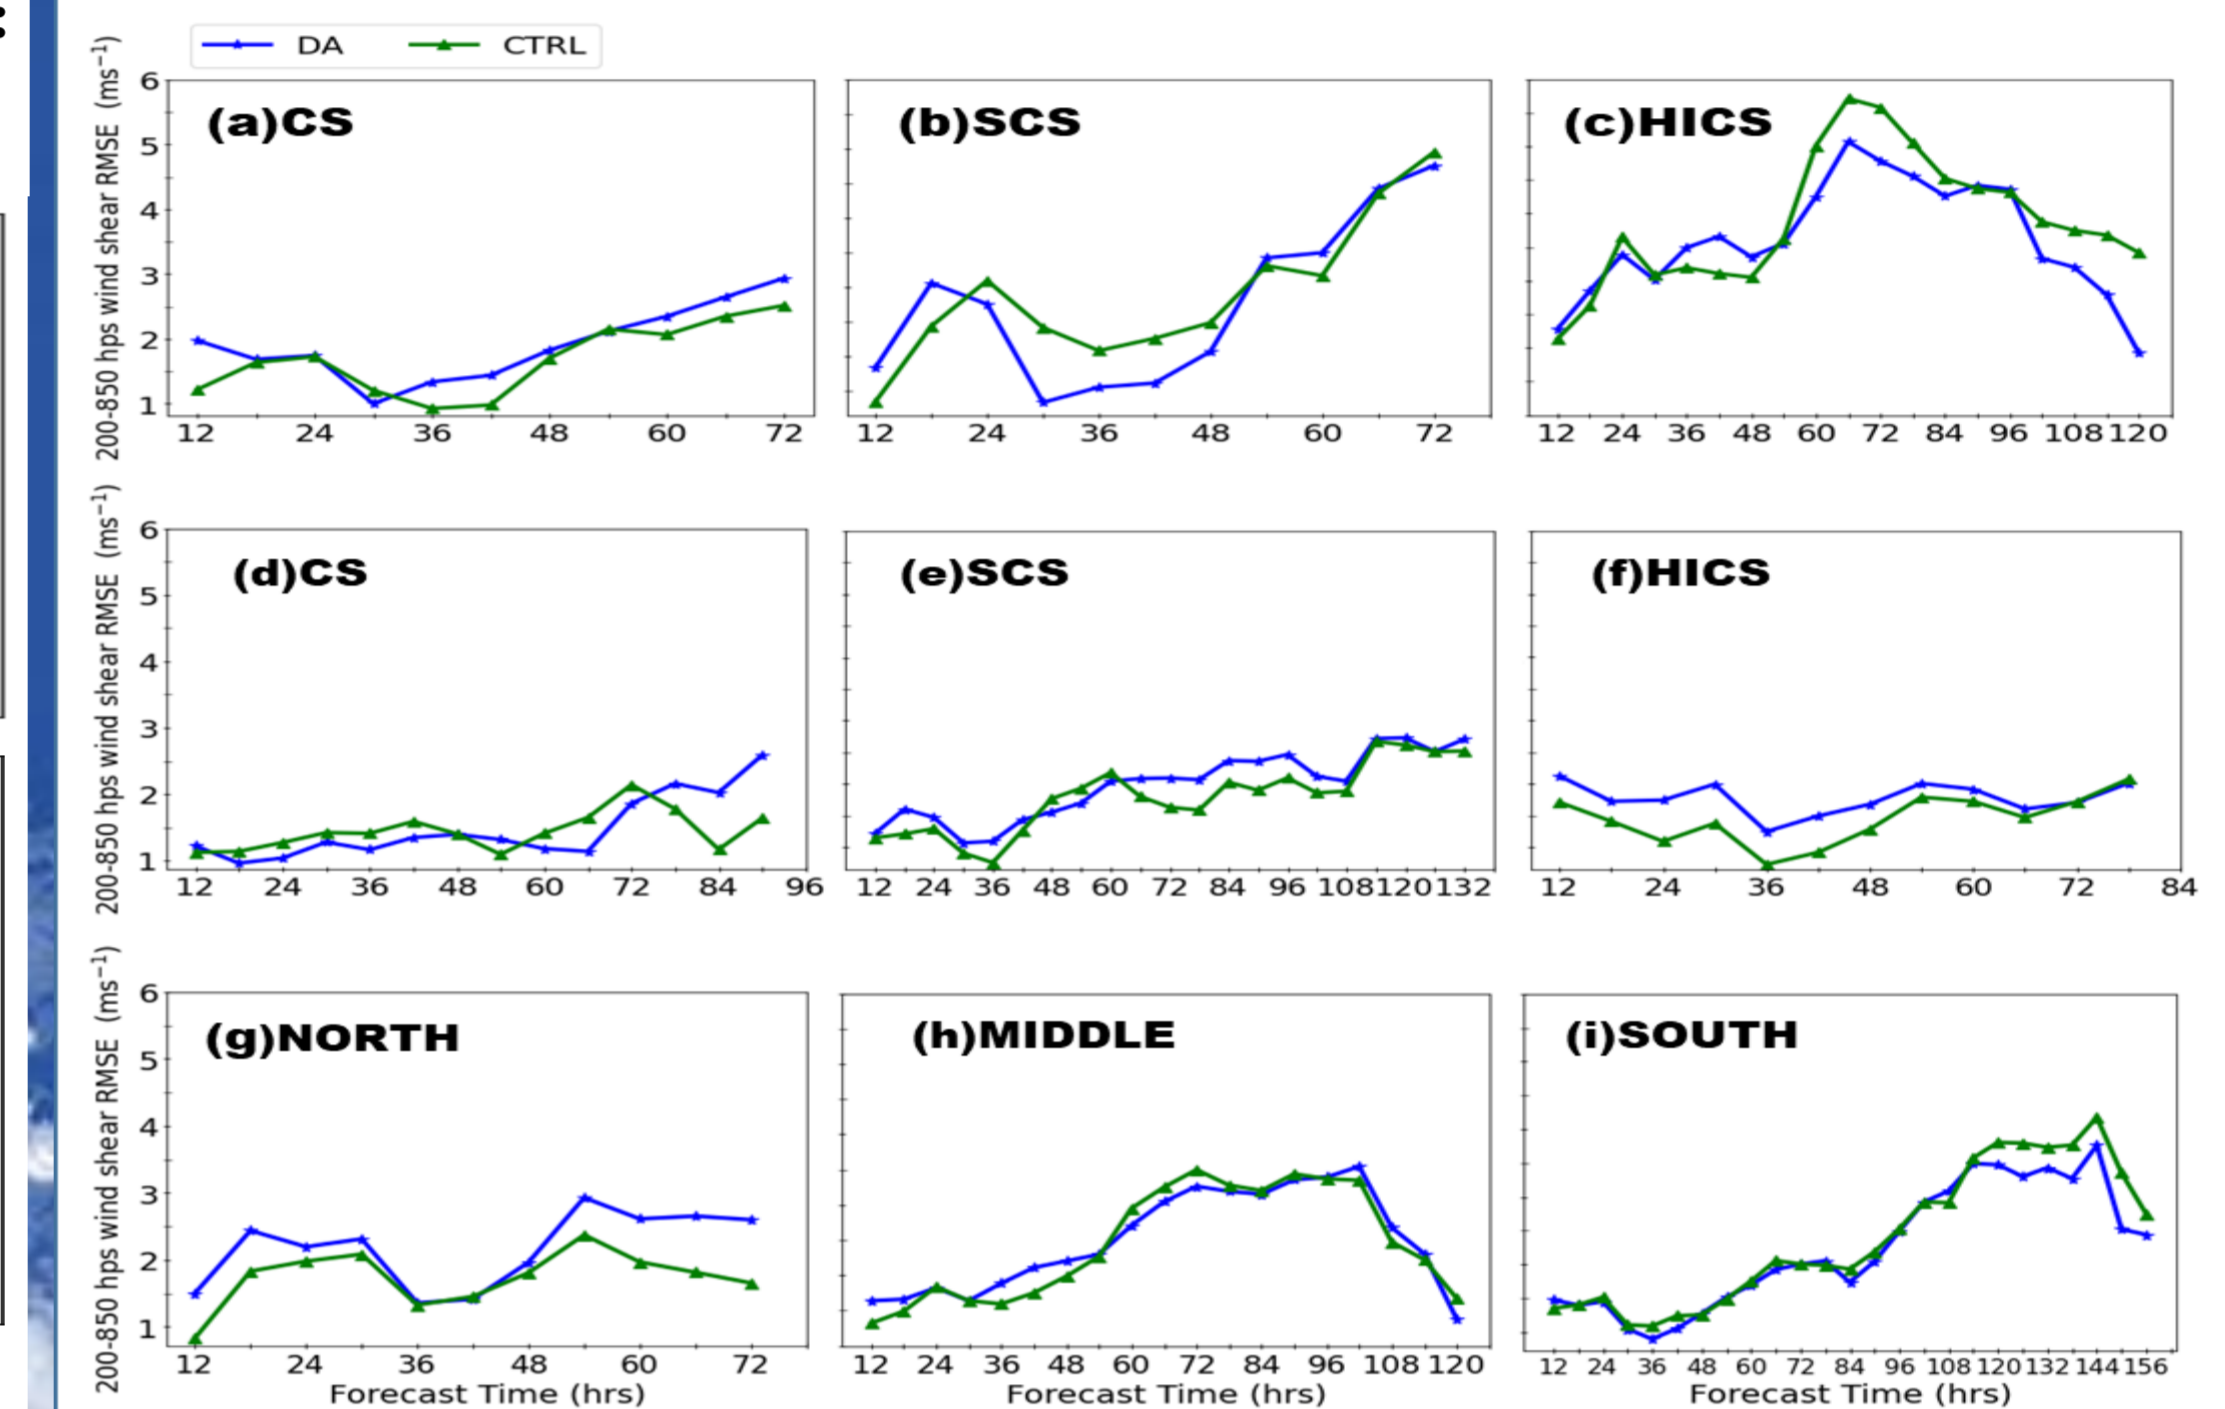 :
DA CTRL
200-850 hps wind shear RMSE (ms⁻¹)
6
5
4
3
2
1
(a)CS
12 24 36 48 60 72
(b)SCS
12 24 36 48 60 72
(c)HICS
12 24 36 48 60 72 84 96 108 120
200-850 hps wind shear RMSE (ms⁻¹)
6
5
4
3
2
1
(d)CS
12 24 36 48 60 72 84 96
(e)SCS
12 24 36 48 60 72 84 96 108 120 132
(f)HICS
12 24 36 48 60 72 84
200-850 hps wind shear RMSE (ms⁻¹)
6
5
4
3
2
1
(g)NORTH
12 24 36 48 60 72
Forecast Time (hrs)
(h)MIDDLE
12 24 36 48 60 72 84 96 108 120
Forecast Time (hrs)
(i)SOUTH
12 24 36 48 60 72 84 96 108 120 132 144 156
Forecast Time (hrs)